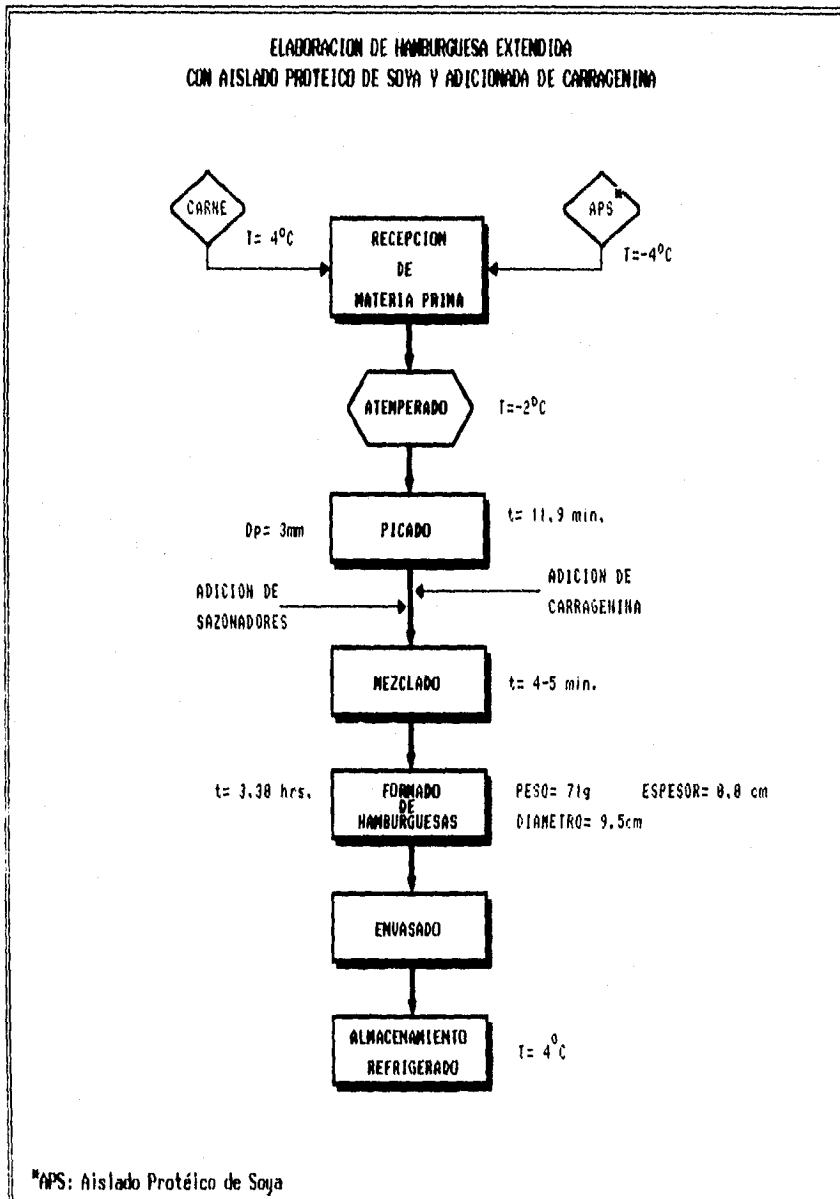 ELABORACION DE HAMBURGUESA EXTENDIDA
CON AISLADO PROTEICO DE SOYA Y ADICIONADA DE CARRAGENINA
CARNE
T= 4°C
RECEPCION
DE
MATERIA PRIMA
APS*
T=-4°C
ATEMPERADO
T=-2°C
Dp= 3mm
PICADO
t= 11.9 min.
ADICION DE
SAZONADORES
ADICION DE
CARRAGENINA
MEZCLADO
t= 4-5 min.
t= 3.38 hrs.
FORMADO
DE
HAMBURGUESAS
PESO= 71g ESPESOR= 0.8 cm
DIAMETRO= 9.5cm
ENVASADO
ALMACENAMIENTO
REFRIGERADO
T= 4°C
*APS: Aislado Protéico de Soya